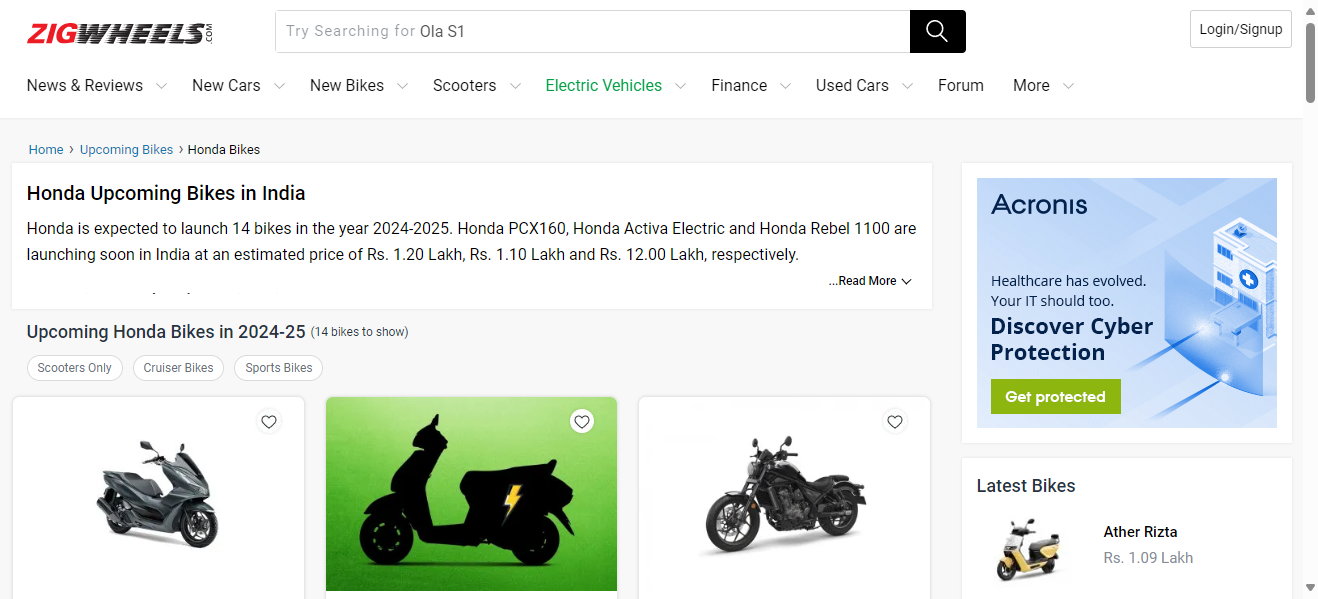 ZIGWHEELS.COM
Try Searching for Ola S1
Login/Signup
News & Reviews
New Cars
New Bikes
Scooters
Electric Vehicles
Finance
Used Cars
Forum
More
Home › Upcoming Bikes › Honda Bikes
Honda Upcoming Bikes in India
Honda is expected to launch 14 bikes in the year 2024-2025. Honda PCX160, Honda Activa Electric and Honda Rebel 1100 are
launching soon in India at an estimated price of Rs. 1.20 Lakh, Rs. 1.10 Lakh and Rs. 12.00 Lakh, respectively.
...Read More
Upcoming Honda Bikes in 2024-25 (14 bikes to show)
Scooters Only
Cruiser Bikes
Sports Bikes
Acronis
Healthcare has evolved.
Your IT should too.
Discover Cyber
Protection
Get protected
Latest Bikes
Ather Rizta
Rs. 1.09 Lakh